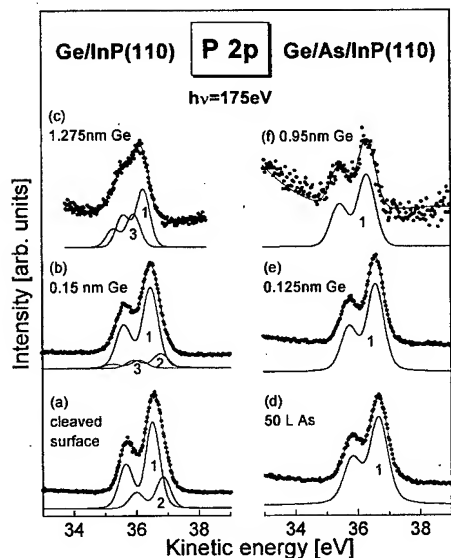 Ge/InP(110) P 2p Ge/As/InP(110)
hν=175eV
(c)
1.275nm Ge
1
3
(f) 0.95nm Ge
1
(b)
0.15 nm Ge
1
3
2
(e)
0.125nm Ge
1
(a)
cleaved
surface
1
2
(d)
50 L As
1
Intensity [arb. units]
34 36 38 34 36 38
Kinetic energy [eV]